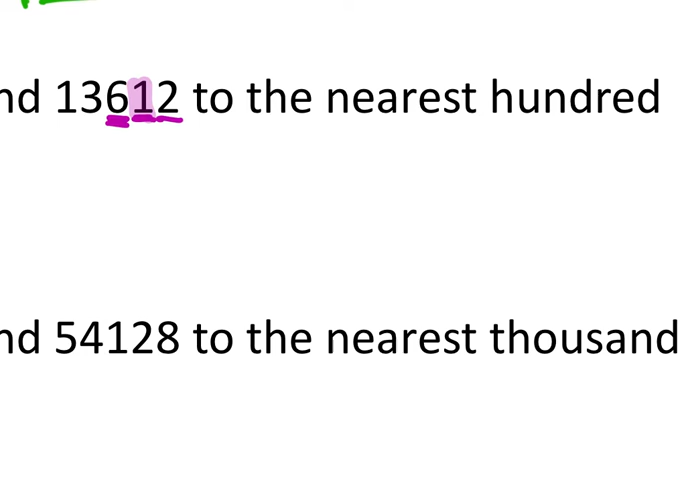 nd 13612 to the nearest hundred
nd 54128 to the nearest thousand